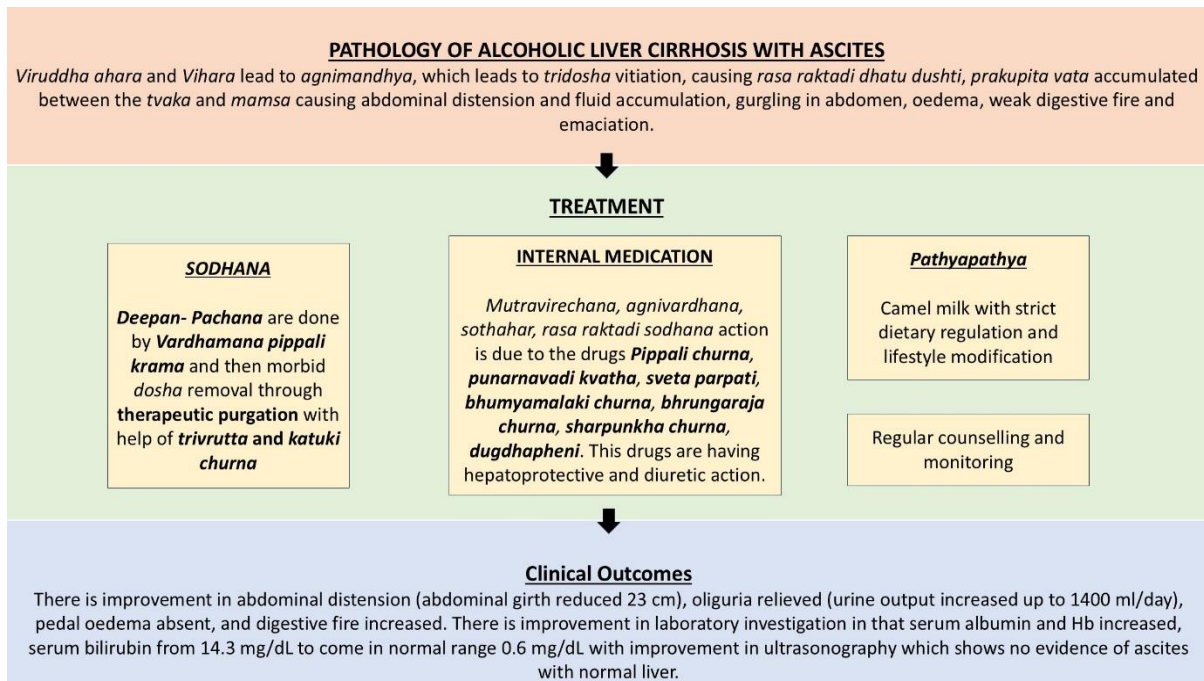 PATHOLOGY OF ALCOHOLIC LIVER CIRRHOSIS WITH ASCITES
Viruddha ahara and Vihara lead to agnimandhya, which leads to tridosha vitiation, causing rasa raktadi dhatu dushti, prakupita vata accumulated
between the tvaka and mamsa causing abdominal distension and fluid accumulation, gurgling in abdomen, oedema, weak digestive fire and
emaciation.
TREATMENT
SODHANA
Deepan- Pachana are done
by Vardhamana pippali
krama and then morbid
dosha removal through
therapeutic purgation with
help of trivrutta and katuki
churna
INTERNAL MEDICATION
Mutravirechana, agnivardhana,
sothahar, rasa raktadi sodhana action
is due to the drugs Pippali churna,
punarnavadi kvatha, sveta parpati,
bhumyamalaki churna, bhrungaraja
churna, sharpunkha churna,
dugdhapheni. This drugs are having
hepatoprotective and diuretic action.
Pathyapathya
Camel milk with strict
dietary regulation and
lifestyle modification
Regular counselling and
monitoring
Clinical Outcomes
There is improvement in abdominal distension (abdominal girth reduced 23 cm), oliguria relieved (urine output increased up to 1400 ml/day),
pedal oedema absent, and digestive fire increased. There is improvement in laboratory investigation in that serum albumin and Hb increased,
serum bilirubin from 14.3 mg/dL to come in normal range 0.6 mg/dL with improvement in ultrasonography which shows no evidence of ascites
with normal liver.